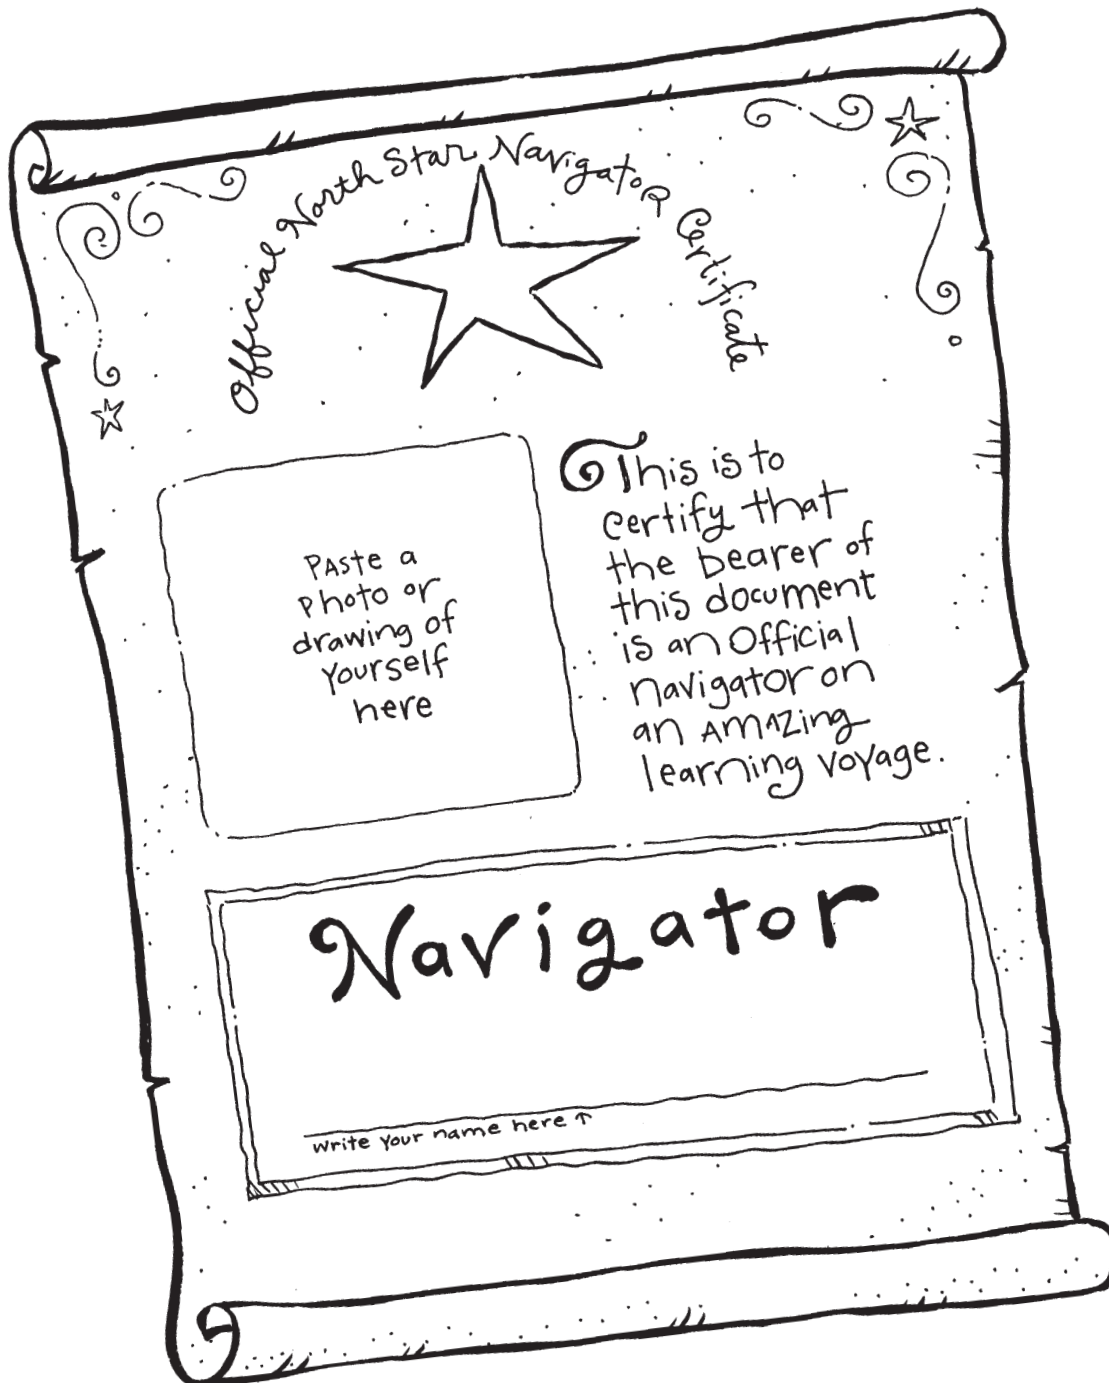 Official North Star Navigator Certificate
Paste a
photo or
drawing of
yourself
here
This is to
certify that
the bearer of
this document
is an official
navigator on
an amazing
learning voyage.
Navigator
write your name here ↑